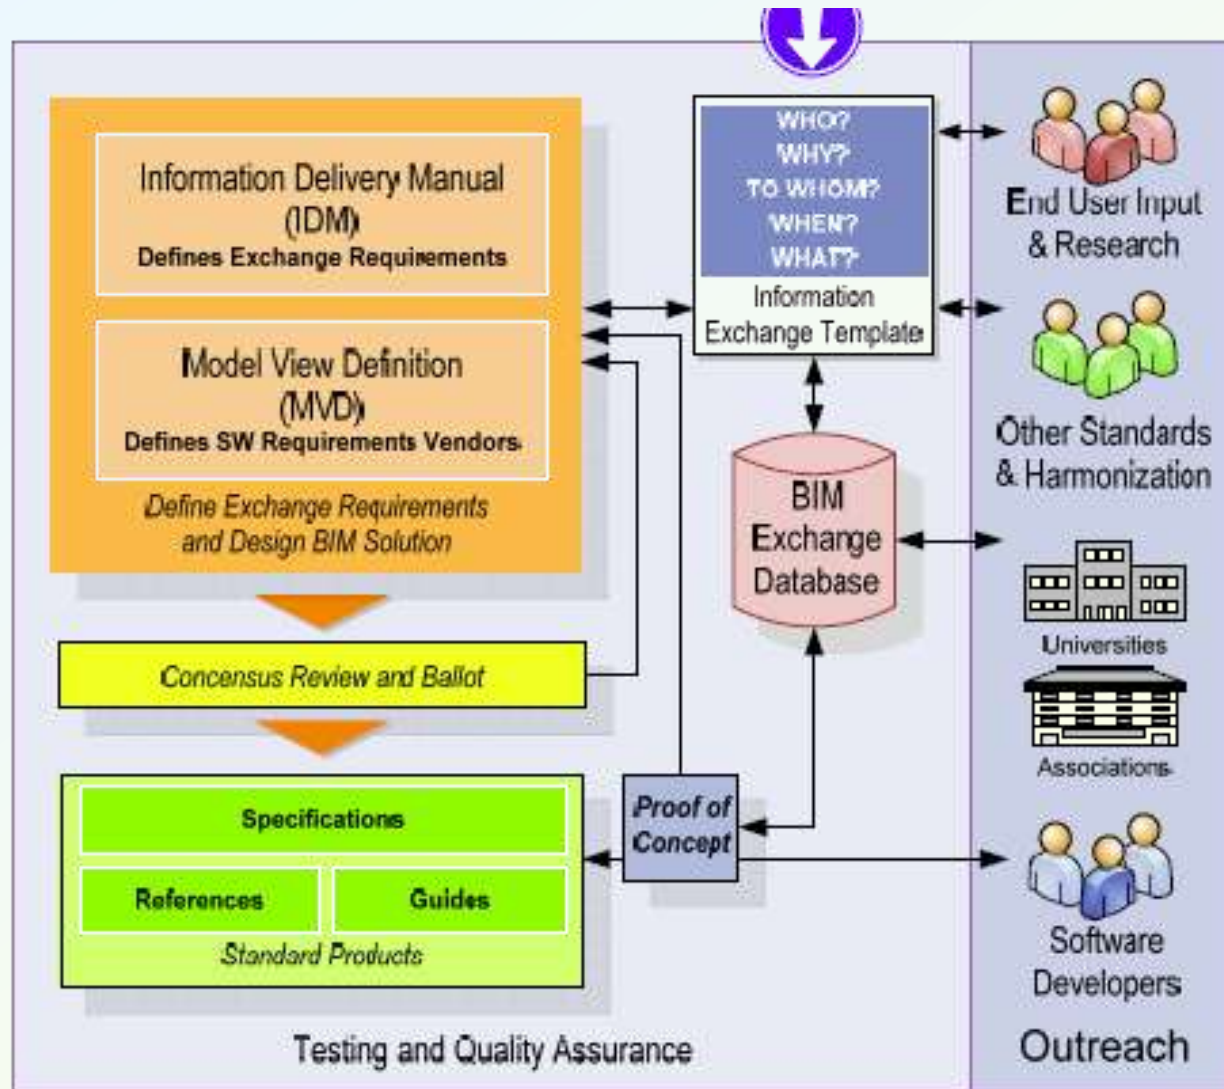 Information Delivery Manual
(IDM)
Defines Exchange Requirements
Model View Definition
(MVD)
Defines SW Requirements Vendors
Define Exchange Requirements
and Design BIM Solution
Concensus Review and Ballot
Specifications
References
Guides
Standard Products
Proof of
Concept
WHO?
WHY?
TO WHOM?
WHEN?
WHAT?
Information
Exchange Template
BIM
Exchange
Database
Testing and Quality Assurance
End User Input
& Research
Other Standards
& Harmonization
Universities
Associations
Software
Developers
Outreach